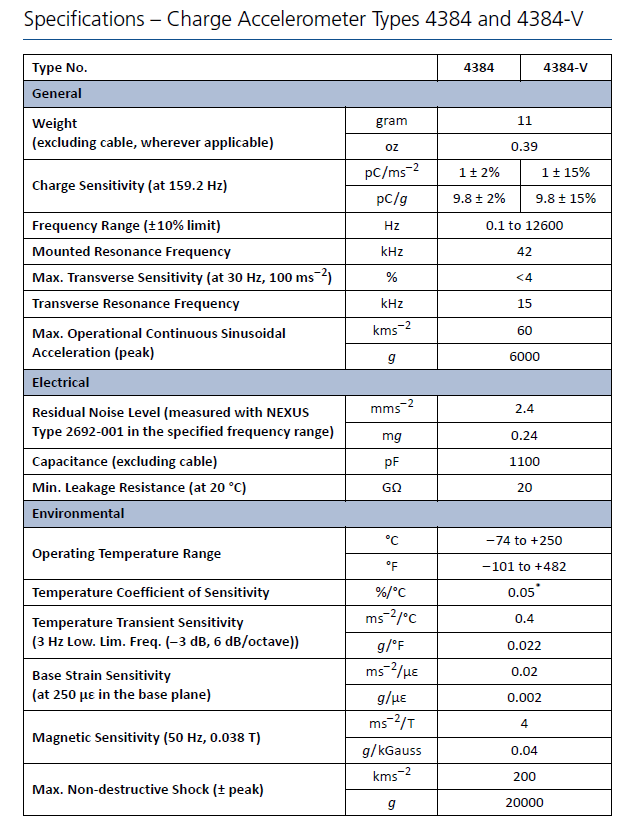 Specifications – Charge Accelerometer Types 4384 and 4384-V
Type No. 4384 4384-V
General
Weight
(excluding cable, wherever applicable)
gram 11
oz 0.39
Charge Sensitivity (at 159.2 Hz)
pC/ms⁻² 1 ± 2% 1 ± 15%
pC/g 9.8 ± 2% 9.8 ± 15%
Frequency Range (±10% limit) Hz 0.1 to 12600
Mounted Resonance Frequency kHz 42
Max. Transverse Sensitivity (at 30 Hz, 100 ms⁻²) % <4
Transverse Resonance Frequency kHz 15
Max. Operational Continuous Sinusoidal
Acceleration (peak)
kms⁻² 60
g 6000
Electrical
Residual Noise Level (measured with NEXUS
Type 2692-001 in the specified frequency range)
mms⁻² 2.4
mg 0.24
Capacitance (excluding cable) pF 1100
Min. Leakage Resistance (at 20 °C) GΩ 20
Environmental
Operating Temperature Range
°C −74 to +250
°F −101 to +482
Temperature Coefficient of Sensitivity %/°C 0.05*
Temperature Transient Sensitivity
(3 Hz Low. Lim. Freq. (−3 dB, 6 dB/octave))
ms⁻²/°C 0.4
g/°F 0.022
Base Strain Sensitivity
(at 250 με in the base plane)
ms⁻²/με 0.02
g/με 0.002
Magnetic Sensitivity (50 Hz, 0.038 T)
ms⁻²/T 4
g/kGauss 0.04
Max. Non-destructive Shock (± peak)
kms⁻² 200
g 20000